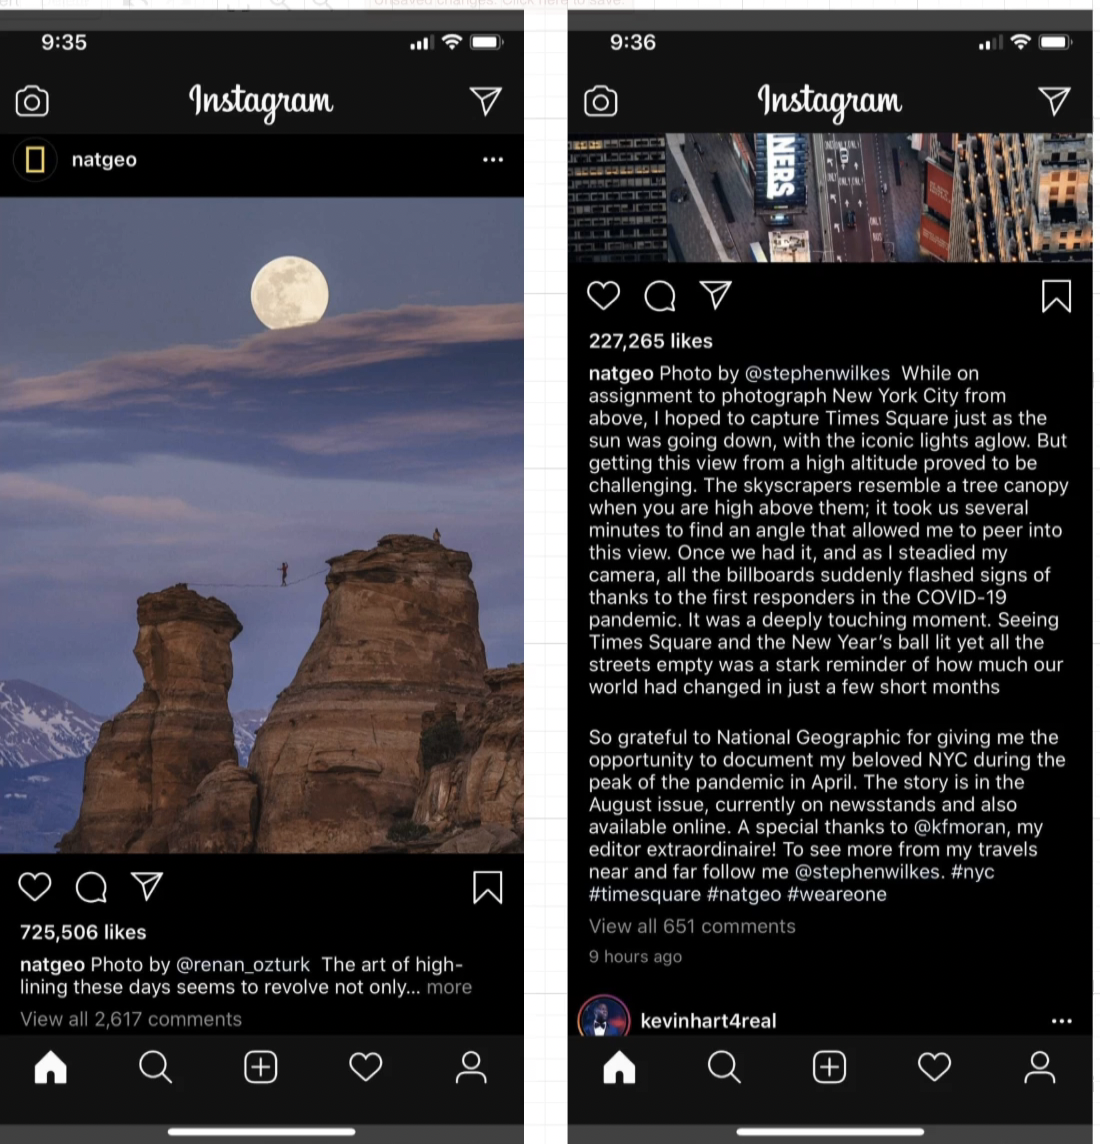 Unsaved changes. Click here to save.
9:35
Instagram
natgeo
725,506 likes
natgeo Photo by @renan_ozturk The art of high-
lining these days seems to revolve not only... more
View all 2,617 comments
9:36
Instagram
NERS
ONLY
ONLY
BUS
227,265 likes
natgeo Photo by @stephenwilkes While on
assignment to photograph New York City from
above, I hoped to capture Times Square just as the
sun was going down, with the iconic lights aglow. But
getting this view from a high altitude proved to be
challenging. The skyscrapers resemble a tree canopy
when you are high above them; it took us several
minutes to find an angle that allowed me to peer into
this view. Once we had it, and as I steadied my
camera, all the billboards suddenly flashed signs of
thanks to the first responders in the COVID-19
pandemic. It was a deeply touching moment. Seeing
Times Square and the New Year's ball lit yet all the
streets empty was a stark reminder of how much our
world had changed in just a few short months
So grateful to National Geographic for giving me the
opportunity to document my beloved NYC during the
peak of the pandemic in April. The story is in the
August issue, currently on newsstands and also
available online. A special thanks to @kfmoran, my
editor extraordinaire! To see more from my travels
near and far follow me @stephenwilkes. #nyc
#timesquare #natgeo #weareone
View all 651 comments
9 hours ago
kevinhart4real